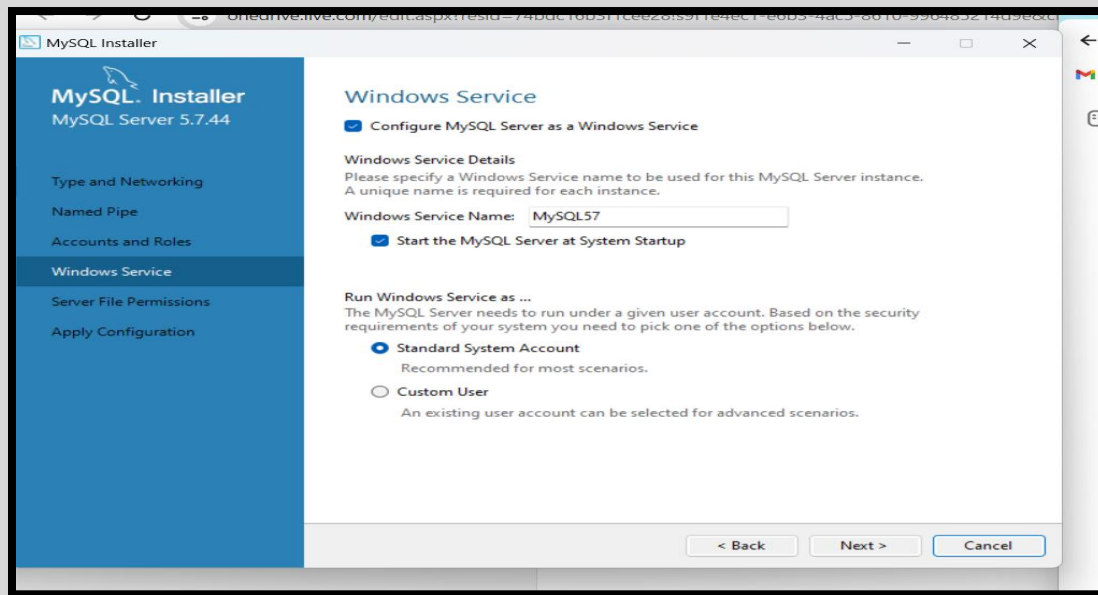 MySQL Installer
MySQL. Installer
MySQL Server 5.7.44
Type and Networking
Named Pipe
Accounts and Roles
Windows Service
Server File Permissions
Apply Configuration
Windows Service
Configure MySQL Server as a Windows Service
Windows Service Details
Please specify a Windows Service name to be used for this MySQL Server instance.
A unique name is required for each instance.
Windows Service Name: MySQL57
Start the MySQL Server at System Startup
Run Windows Service as ...
The MySQL Server needs to run under a given user account. Based on the security
requirements of your system you need to pick one of the options below.
Standard System Account
Recommended for most scenarios.
Custom User
An existing user account can be selected for advanced scenarios.
< Back Next > Cancel